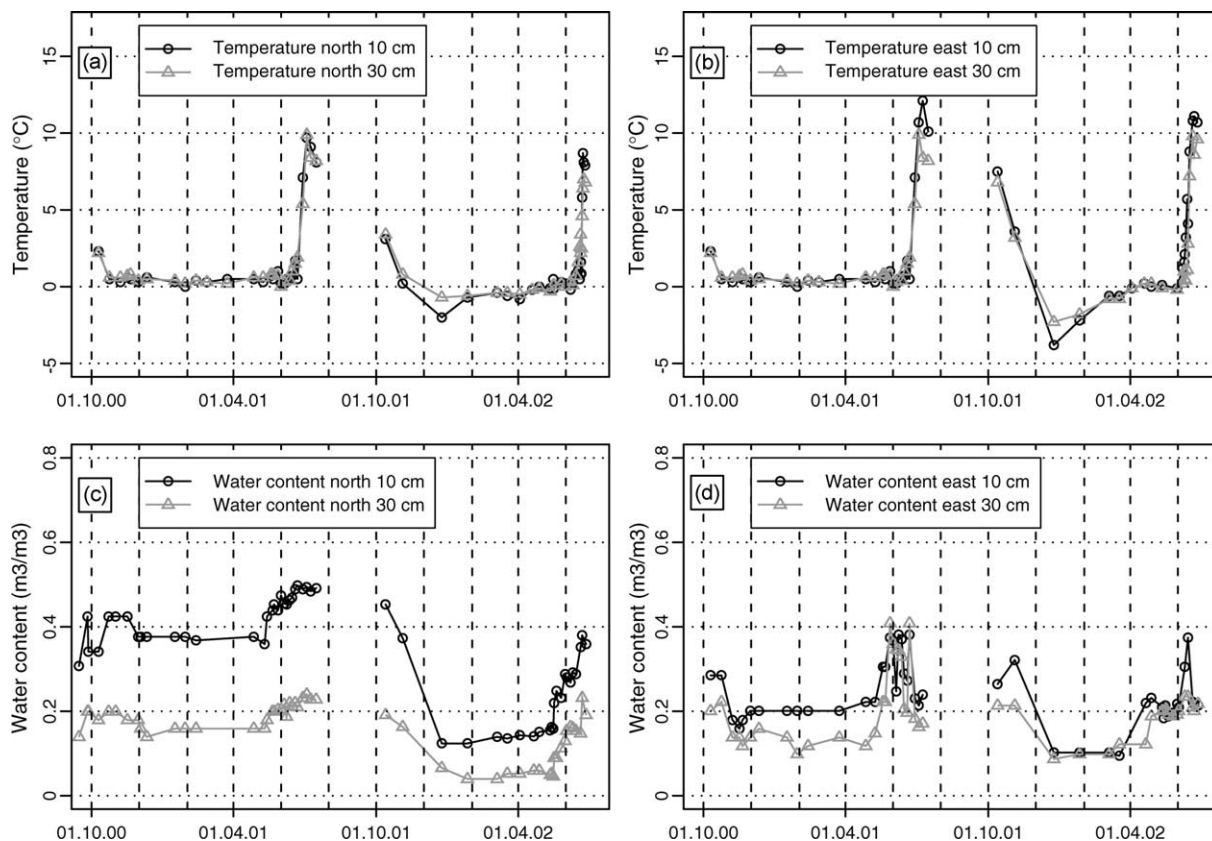 Temperature north 10 cm
Temperature north 30 cm
(a)
Temperature (°C)
15
10
5
0
-5
01.10.00 01.04.01 01.10.01 01.04.02
Temperature east 10 cm
Temperature east 30 cm
(b)
Temperature (°C)
15
10
5
0
-5
01.10.00 01.04.01 01.10.01 01.04.02
Water content north 10 cm
Water content north 30 cm
(c)
Water content (m3/m3)
0.8
0.6
0.4
0.2
0
01.10.00 01.04.01 01.10.01 01.04.02
Water content east 10 cm
Water content east 30 cm
(d)
Water content (m3/m3)
0.8
0.6
0.4
0.2
0
01.10.00 01.04.01 01.10.01 01.04.02